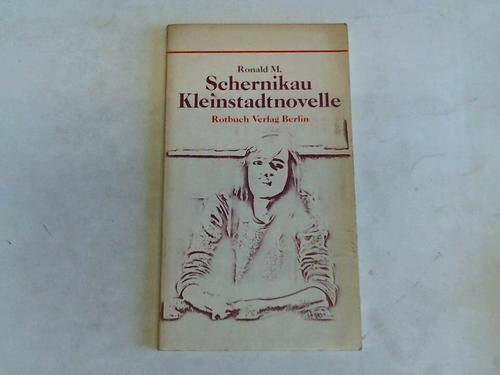 Ronald M.
Schernikau
Kleinstadtnovelle
Rotbuch Verlag Berlin